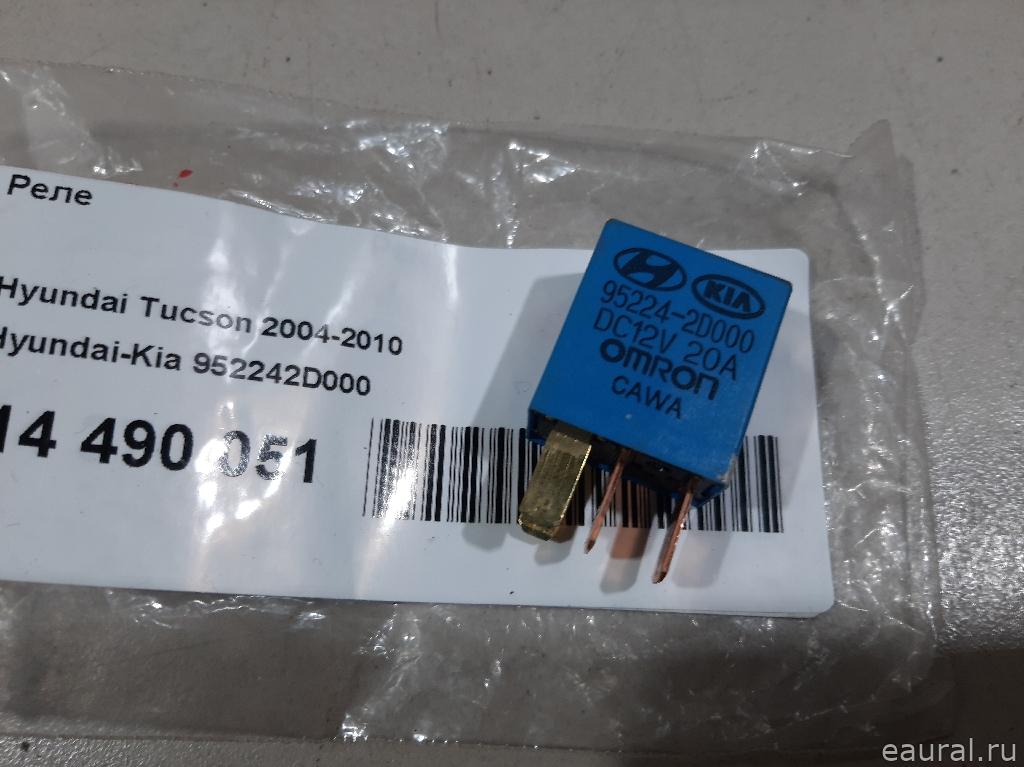 Реле
Hyundai Tucson 2004-2010
Hyundai-Kia 952242D000
14 490 051
KIA
95224-2D000
DC12V 20A
OMRON
CAWA
eaural.ru